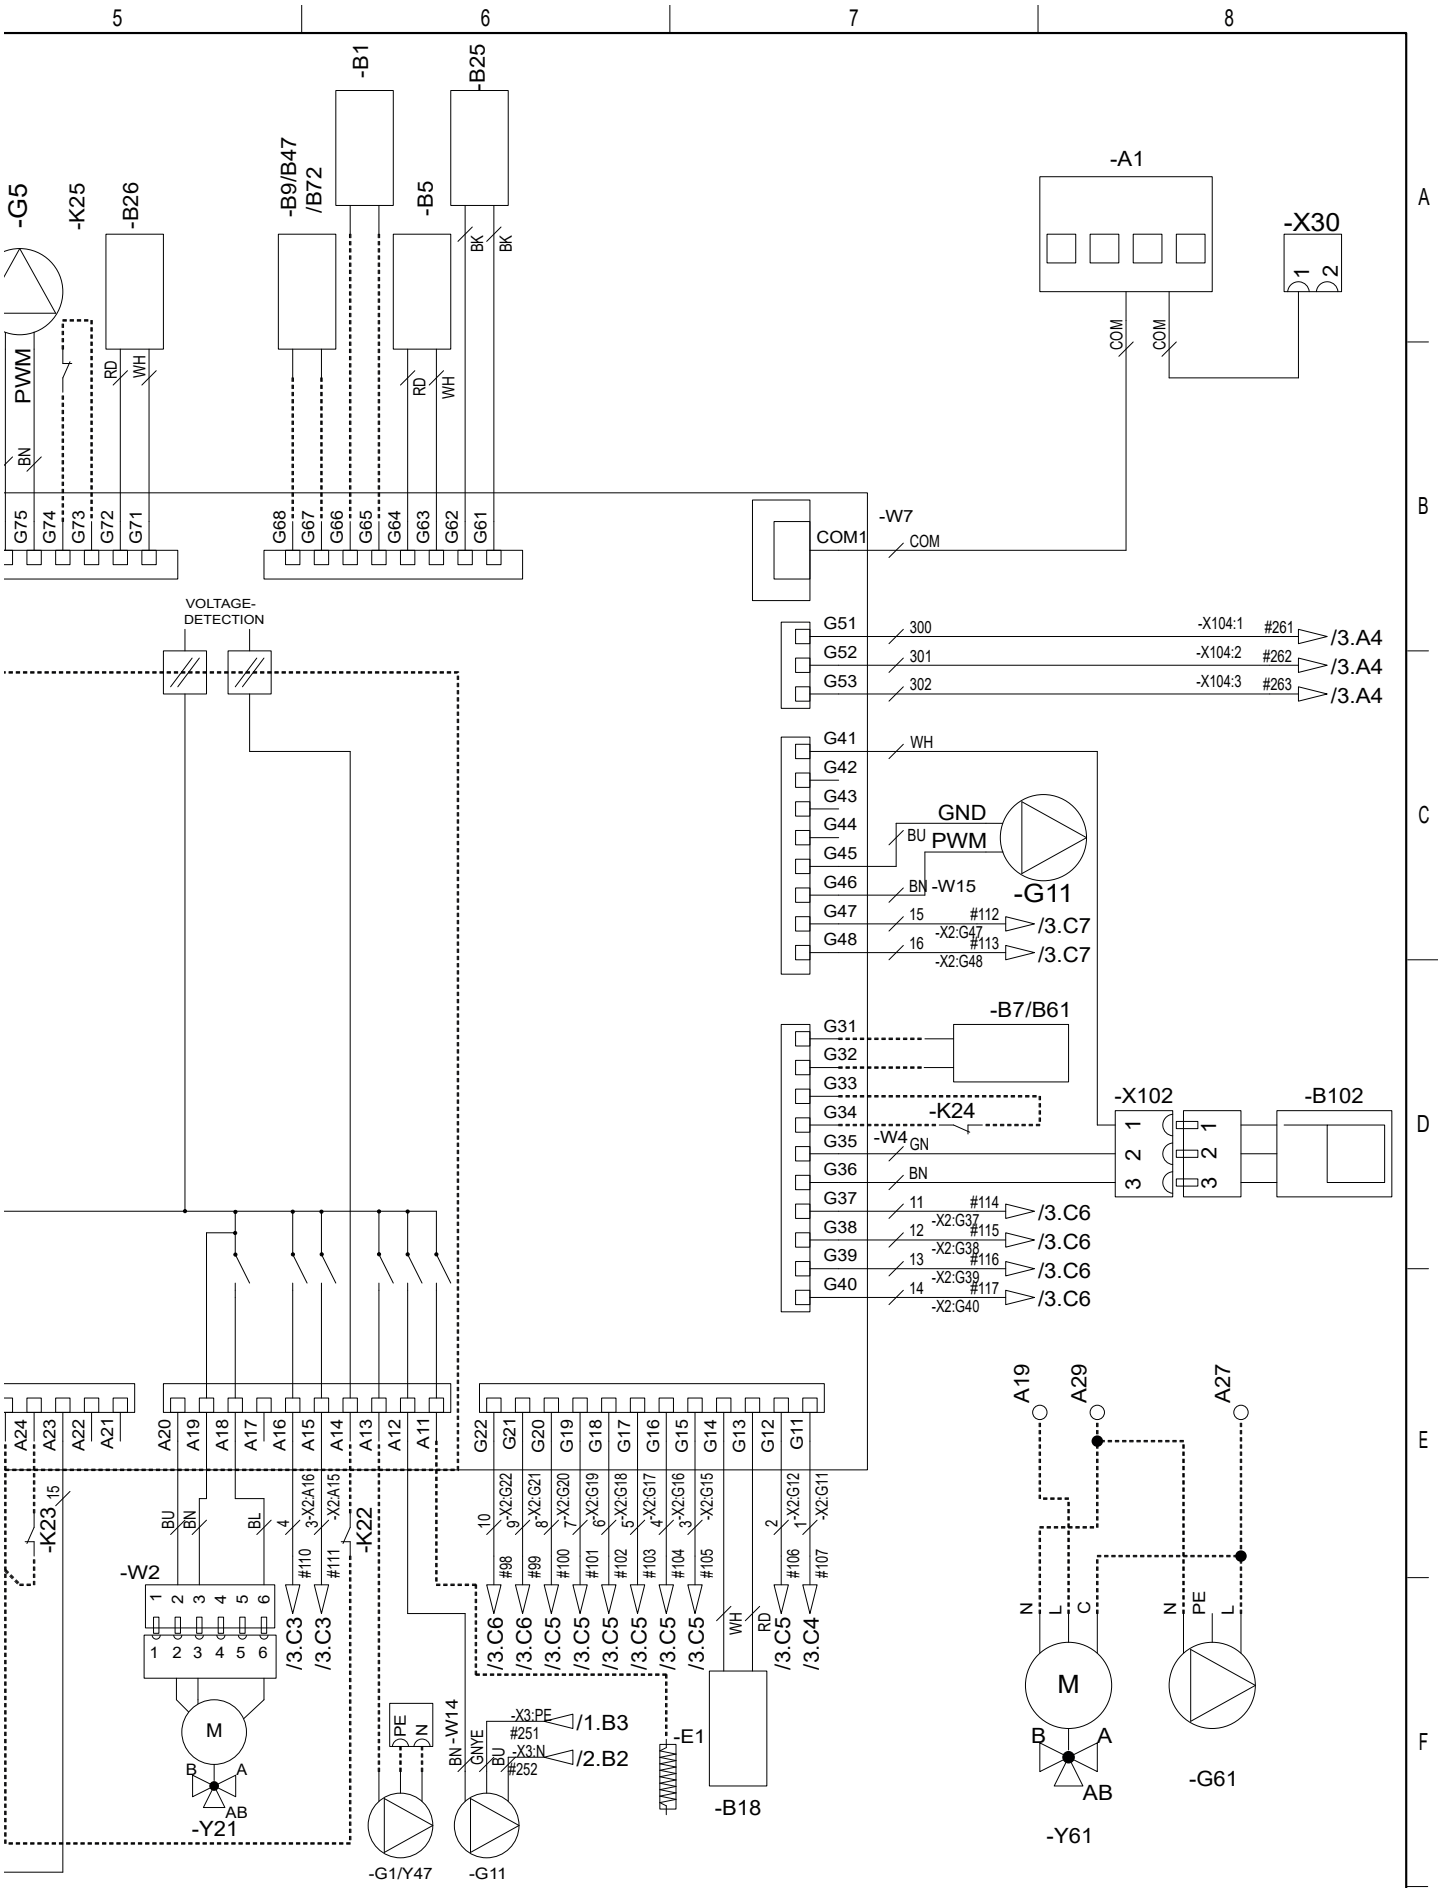 5 6 7 8
-G5
-K25
-B26
-B9/B47
/B72
-B1
-B5
-B25
-A1
-X30
1 2
A
PWM
BN
RD
WH
RD
WH
BK
BK
COM
COM
G75 G74 G73 G72 G71
G68 G67 G66 G65 G64 G63 G62 G61
COM1
-W7
COM
B
VOLTAGE-
DETECTION
G51 300 -X104:1 #261 /3.A4
G52 301 -X104:2 #262 /3.A4
G53 302 -X104:3 #263 /3.A4
G41 WH
G42
G43
G44
G45 BU GND
G46 BN -W15 PWM
-G11
G47 15 #112 /3.C7
-X2:G47
G48 16 #113 /3.C7
-X2:G48
C
-B7/B61
G31
G32
G33
G34 -K24
G35 -W4 GN
G36 BN
-X102
1 2 3
1 2 3
-B102
D
G37 11 #114 /3.C6
-X2:G37
G38 12 #115 /3.C6
-X2:G38
G39 13 #116 /3.C6
-X2:G39
G40 14 #117 /3.C6
-X2:G40
A24 A23 A22 A21
A20 A19 A18 A17 A16 A15 A14 A13 A12 A11
G22 G21 G20 G19 G18 G17 G16 G15 G14 G13 G12 G11
A19 A29 A27
E
-K23
15
BU
BN
BL
4 -X2:A16 #110 /3.C3
3 -X2:A15 #111 /3.C3
-K22
10 -X2:G22 #98 /3.C6
9 -X2:G21 #99 /3.C6
8 -X2:G20 #100 /3.C5
7 -X2:G19 #101 /3.C5
6 -X2:G18 #102 /3.C5
5 -X2:G17 #103 /3.C5
4 -X2:G16 #104 /3.C5
3 -X2:G15 #105 /3.C5
WH
RD
2 -X2:G12 #106 /3.C5
1 -X2:G11 #107 /3.C4
-W2
1 2 3 4 5 6
1 2 3 4 5 6
M
B A
AB
-Y21
PE N
-G1/Y47
-W14
BN
GNYE
BU
-X3:PE /1.B3
#251
-X3:N /2.B2
#252
-G11
-E1
-B18
N L C
M
B A
AB
-Y61
N PE L
-G61
F